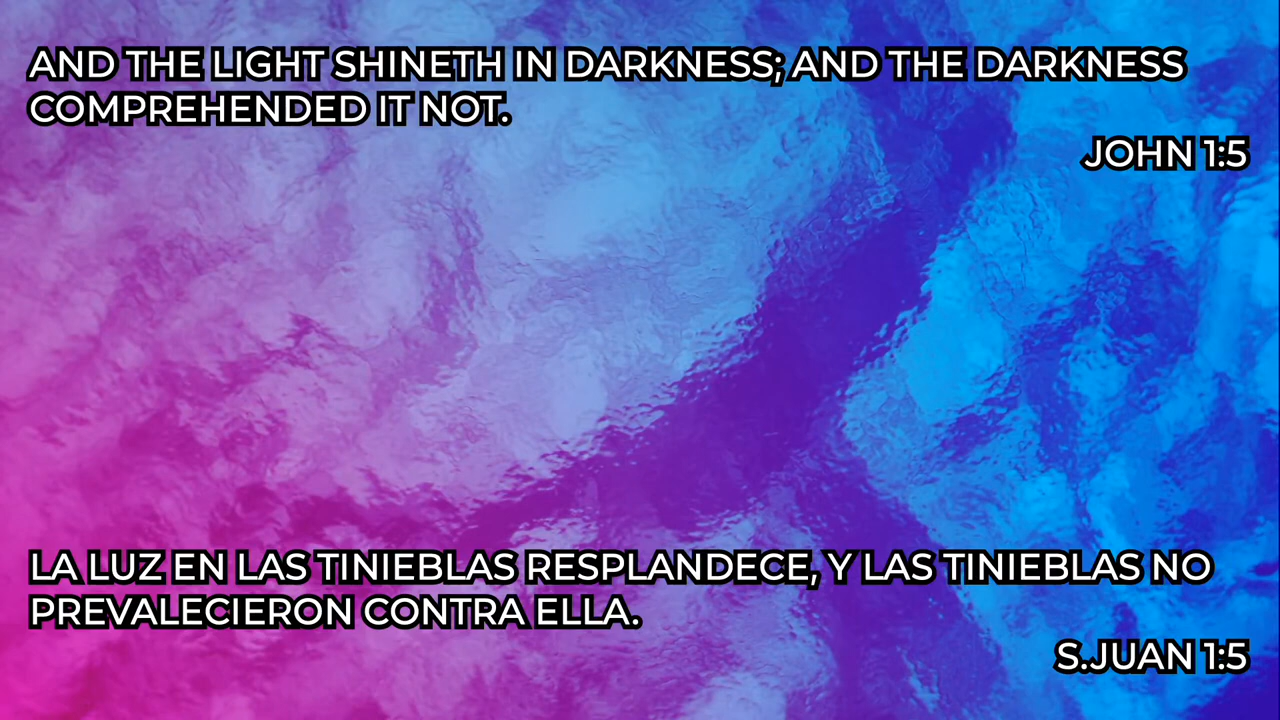 AND THE LIGHT SHINETH IN DARKNESS; AND THE DARKNESS
COMPREHENDED IT NOT.
JOHN 1:5
LA LUZ EN LAS TINIEBLAS RESPLANDECE, Y LAS TINIEBLAS NO
PREVALECIERON CONTRA ELLA.
S.JUAN 1:5